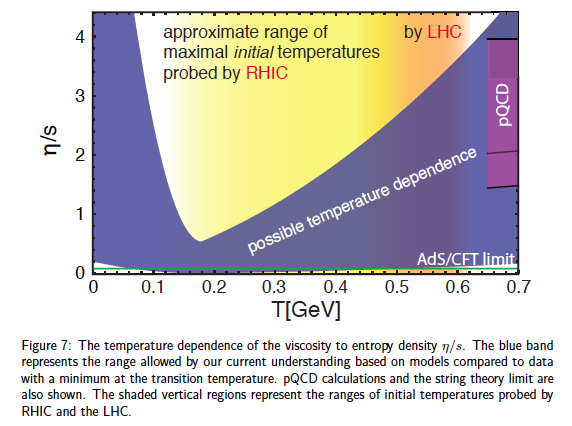 approximate range of
maximal initial temperatures
probed by RHIC
by LHC
4
3
2
1
0
η/s
pQCD
possible temperature dependence
AdS/CFT limit
0 0.1 0.2 0.3 0.4 0.5 0.6 0.7
T[GeV]
Figure 7: The temperature dependence of the viscosity to entropy density η/s. The blue band
represents the range allowed by our current understanding based on models compared to data
with a minimum at the transition temperature. pQCD calculations and the string theory limit are
also shown. The shaded vertical regions represent the ranges of initial temperatures probed by
RHIC and the LHC.